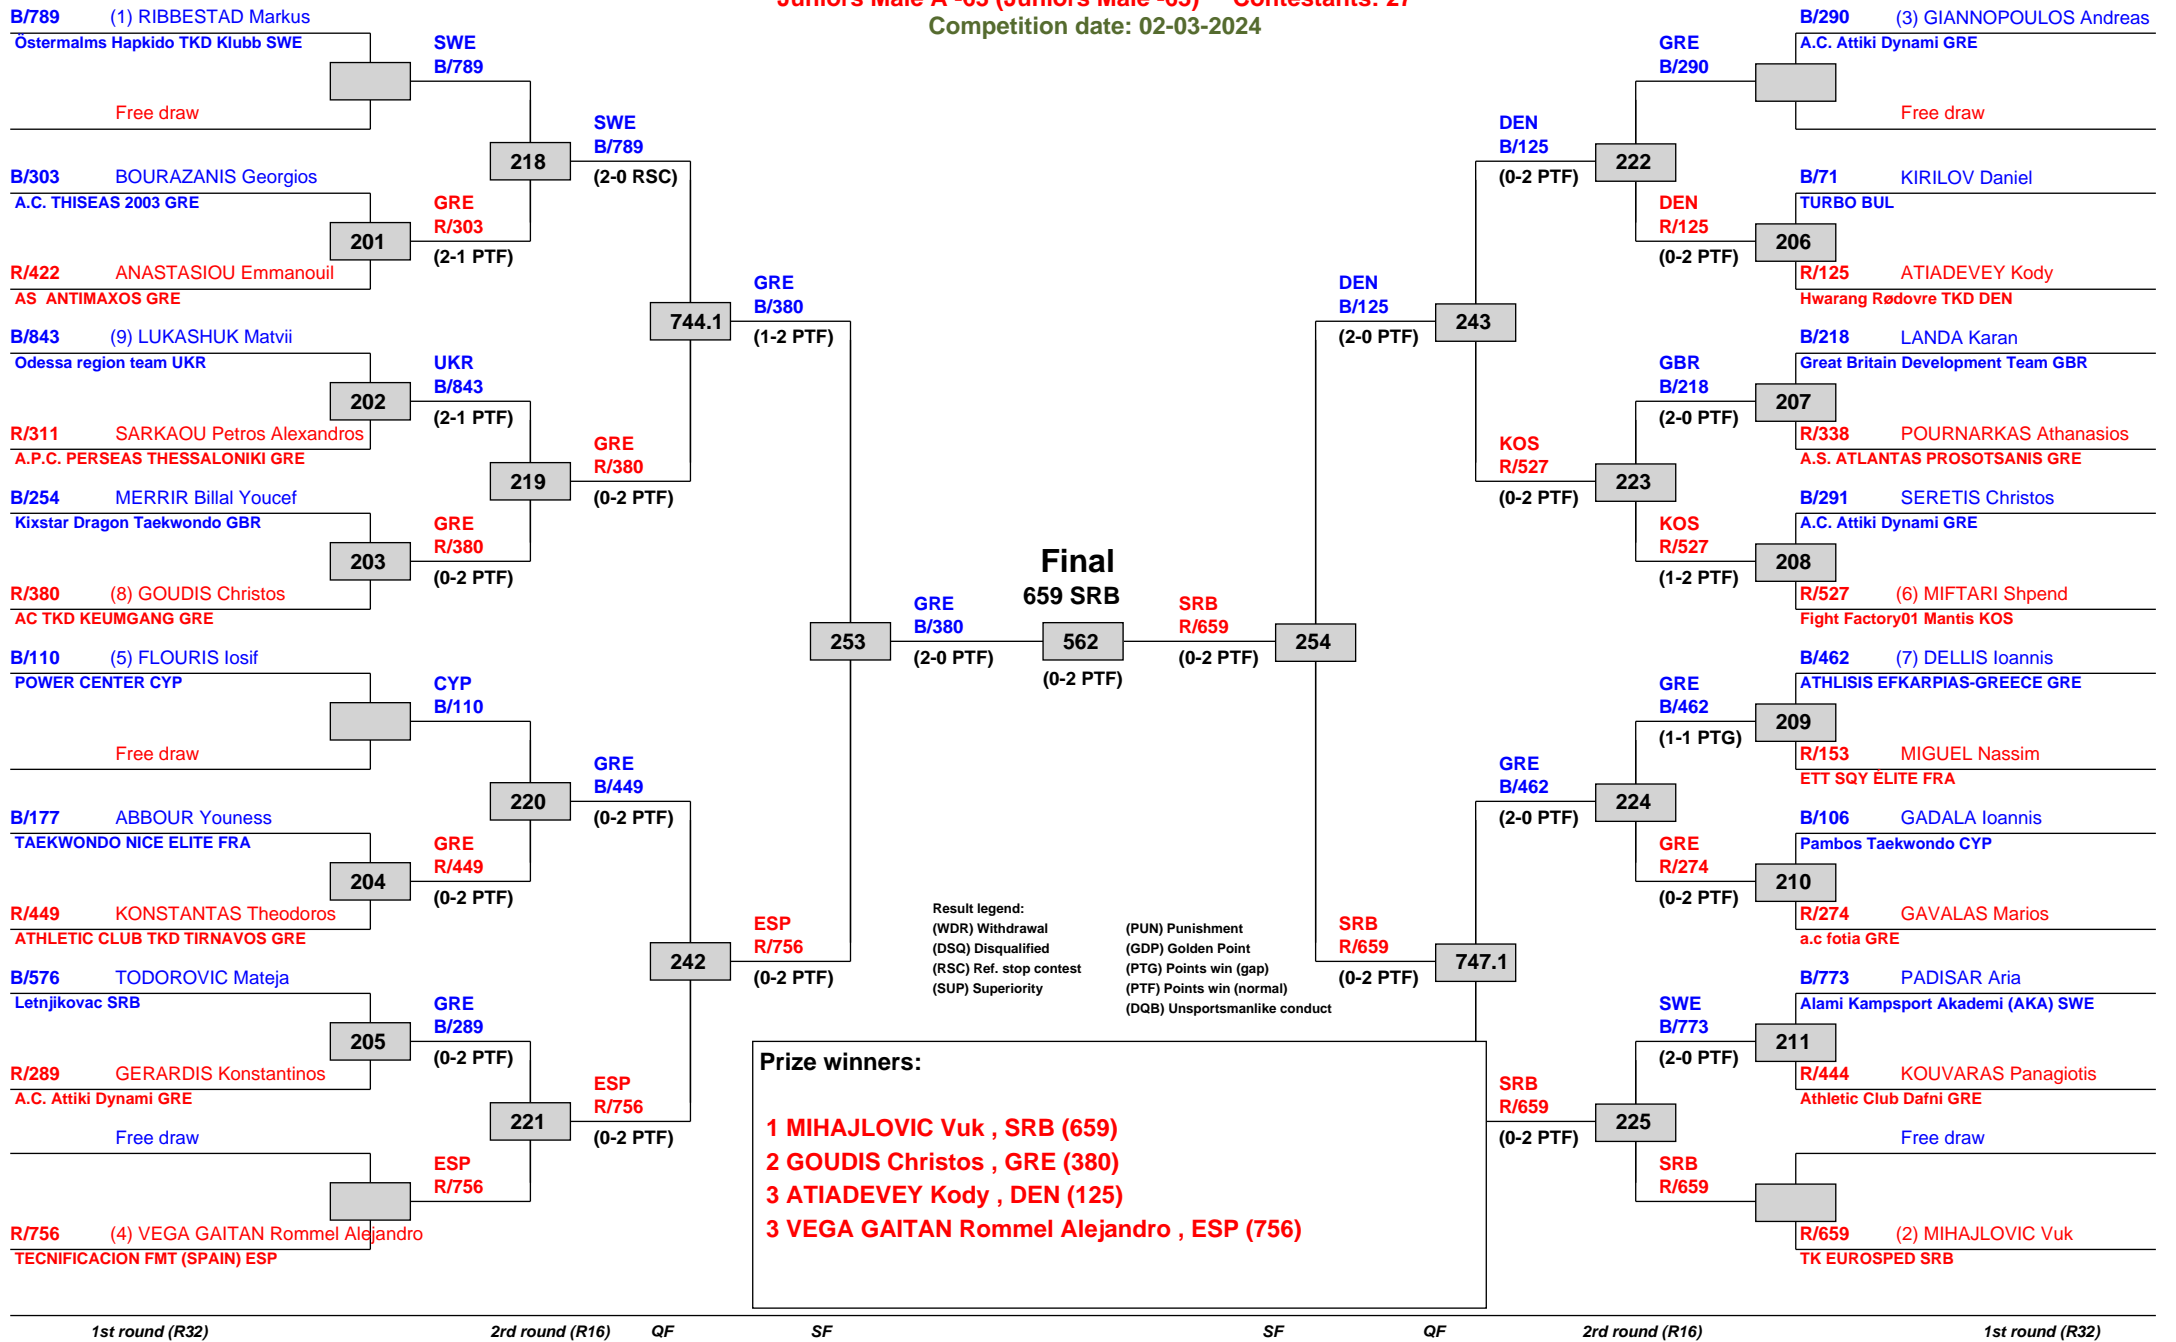 Juniors Male A -63 (Juniors Male -63) Contestants: 27
Competition date: 02-03-2024
B/789 (1) RIBBESTAD Markus
Östermalms Hapkido TKD Klubb SWE
Free draw
B/303 BOURAZANIS Georgios
A.C. THISEAS 2003 GRE
201
R/422 ANASTASIOU Emmanouil
AS ANTIMAXOS GRE
B/843 (9) LUKASHUK Matvii
Odessa region team UKR
202
R/311 SARKAOU Petros Alexandros
A.P.C. PERSEAS THESSALONIKI GRE
B/254 MERRIR Billal Youcef
Kixstar Dragon Taekwondo GBR
203
R/380 (8) GOUDIS Christos
AC TKD KEUMGANG GRE
B/110 (5) FLOURIS Iosif
POWER CENTER CYP
Free draw
B/177 ABBOUR Youness
TAEKWONDO NICE ELITE FRA
204
R/449 KONSTANTAS Theodoros
ATHLETIC CLUB TKD TIRNAVOS GRE
B/576 TODOROVIC Mateja
Letnjikovac SRB
205
R/289 GERARDIS Konstantinos
A.C. Attiki Dynami GRE
Free draw
R/756 (4) VEGA GAITAN Rommel Alejandro
TECNIFICACION FMT (SPAIN) ESP
SWE
B/789
218
GRE
R/303
(2-1 PTF)
UKR
B/843
(2-1 PTF)
219
GRE
R/380
(0-2 PTF)
CYP
B/110
220
GRE
R/449
(0-2 PTF)
GRE
B/289
(0-2 PTF)
221
ESP
R/756
SWE
B/789
(2-0 RSC)
744.1
GRE
R/380
(0-2 PTF)
GRE
B/449
(0-2 PTF)
242
ESP
R/756
(0-2 PTF)
GRE
B/380
(1-2 PTF)
253
ESP
R/756
(0-2 PTF)
GRE
B/380
(2-0 PTF)
Final
659 SRB
562
(0-2 PTF)
SRB
R/659
(0-2 PTF)
DEN
B/125
(2-0 PTF)
254
SRB
R/659
(0-2 PTF)
DEN
B/125
(0-2 PTF)
243
KOS
R/527
(0-2 PTF)
GRE
B/462
(2-0 PTF)
747.1
SRB
R/659
(0-2 PTF)
GRE
B/290
222
DEN
R/125
(0-2 PTF)
GBR
B/218
(2-0 PTF)
223
KOS
R/527
(1-2 PTF)
GRE
B/462
(1-1 PTG)
224
GRE
R/274
(0-2 PTF)
SWE
B/773
(2-0 PTF)
225
SRB
R/659
B/290 (3) GIANNOPOULOS Andreas
A.C. Attiki Dynami GRE
Free draw
B/71 KIRILOV Daniel
TURBO BUL
206
R/125 ATIADEVEY Kody
Hwarang Rødovre TKD DEN
B/218 LANDA Karan
Great Britain Development Team GBR
207
R/338 POURNARKAS Athanasios
A.S. ATLANTAS PROSOTSANIS GRE
B/291 SERETIS Christos
A.C. Attiki Dynami GRE
208
R/527 (6) MIFTARI Shpend
Fight Factory01 Mantis KOS
B/462 (7) DELLIS Ioannis
ATHLISIS EFKARPIAS-GREECE GRE
209
R/153 MIGUEL Nassim
ETT SQY ÉLITE FRA
B/106 GADALA Ioannis
Pambos Taekwondo CYP
210
R/274 GAVALAS Marios
a.c fotia GRE
B/773 PADISAR Aria
Alami Kampsport Akademi (AKA) SWE
211
R/444 KOUVARAS Panagiotis
Athletic Club Dafni GRE
Free draw
R/659 (2) MIHAJLOVIC Vuk
TK EUROSPED SRB
Result legend:
(WDR) Withdrawal (PUN) Punishment
(DSQ) Disqualified (GDP) Golden Point
(RSC) Ref. stop contest (PTG) Points win (gap)
(SUP) Superiority (PTF) Points win (normal)
(DQB) Unsportsmanlike conduct
Prize winners:
1 MIHAJLOVIC Vuk , SRB (659)
2 GOUDIS Christos , GRE (380)
3 ATIADEVEY Kody , DEN (125)
3 VEGA GAITAN Rommel Alejandro , ESP (756)
1st round (R32) 2rd round (R16) QF SF SF QF 2rd round (R16) 1st round (R32)